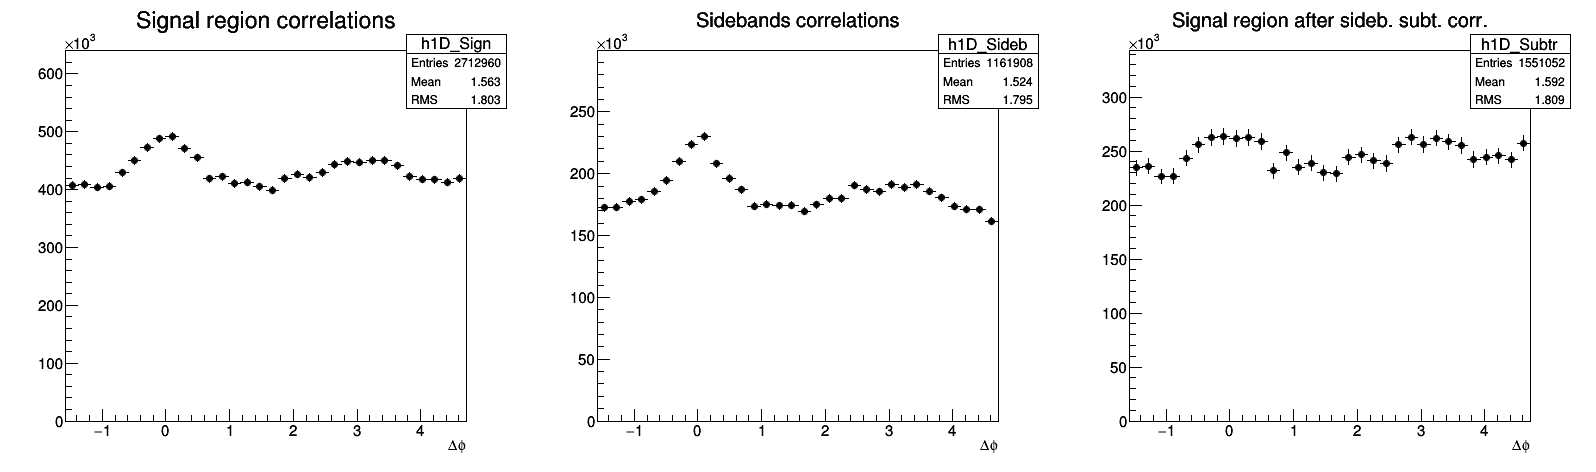 Signal region correlations
×10³
h1D_Sign
Entries 2712960
Mean 1.563
RMS 1.803
600
500
400
300
200
100
0
−1 0 1 2 3 4
Δφ
Sidebands correlations
×10³
h1D_Sideb
Entries 1161908
Mean 1.524
RMS 1.795
250
200
150
100
50
0
−1 0 1 2 3 4
Δφ
Signal region after sideb. subt. corr.
×10³
h1D_Subtr
Entries 1551052
Mean 1.592
RMS 1.809
300
250
200
150
100
50
0
−1 0 1 2 3 4
Δφ